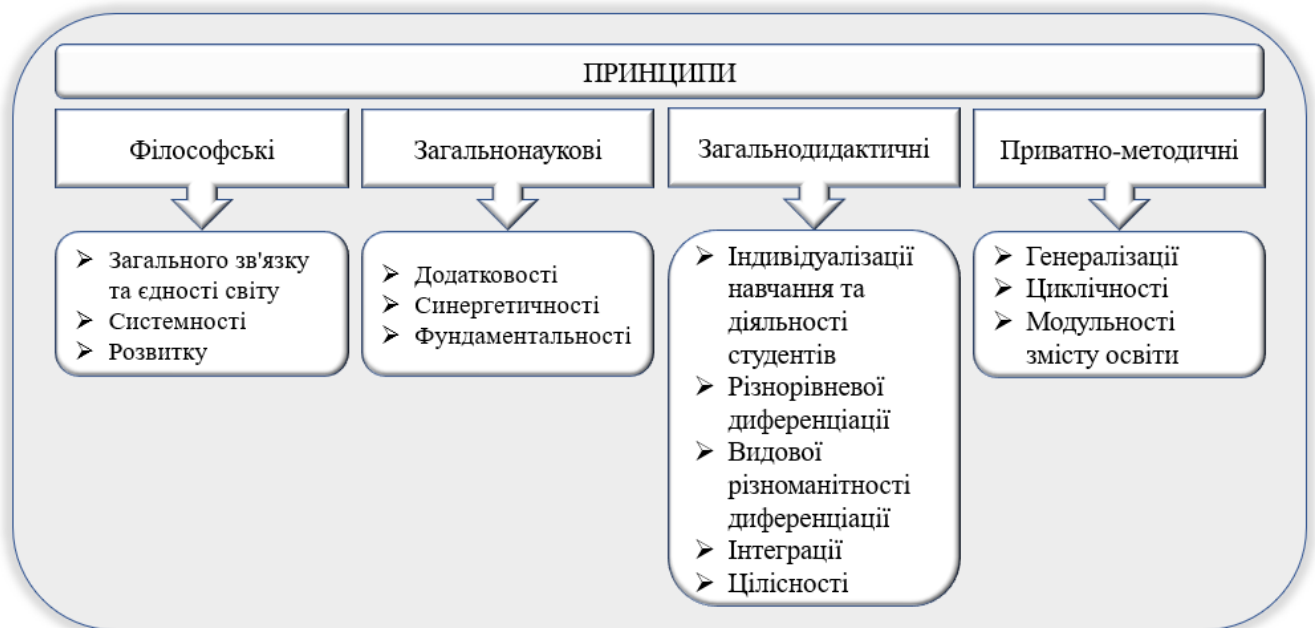 ПРИНЦИПИ
Філософські
Загальнонаукові
Загальнодидактичні
Приватно-методичні
➢ Загального зв'язку
та єдності світу
➢ Системності
➢ Розвитку
➢ Додатковості
➢ Синергетичності
➢ Фундаментальності
➢ Індивідуалізації
навчання та
діяльності
студентів
➢ Різнорівневої
диференціації
➢ Видової
різноманітності
диференціації
➢ Інтеграції
➢ Цілісності
➢ Генералізації
➢ Циклічності
➢ Модульності
змісту освіти